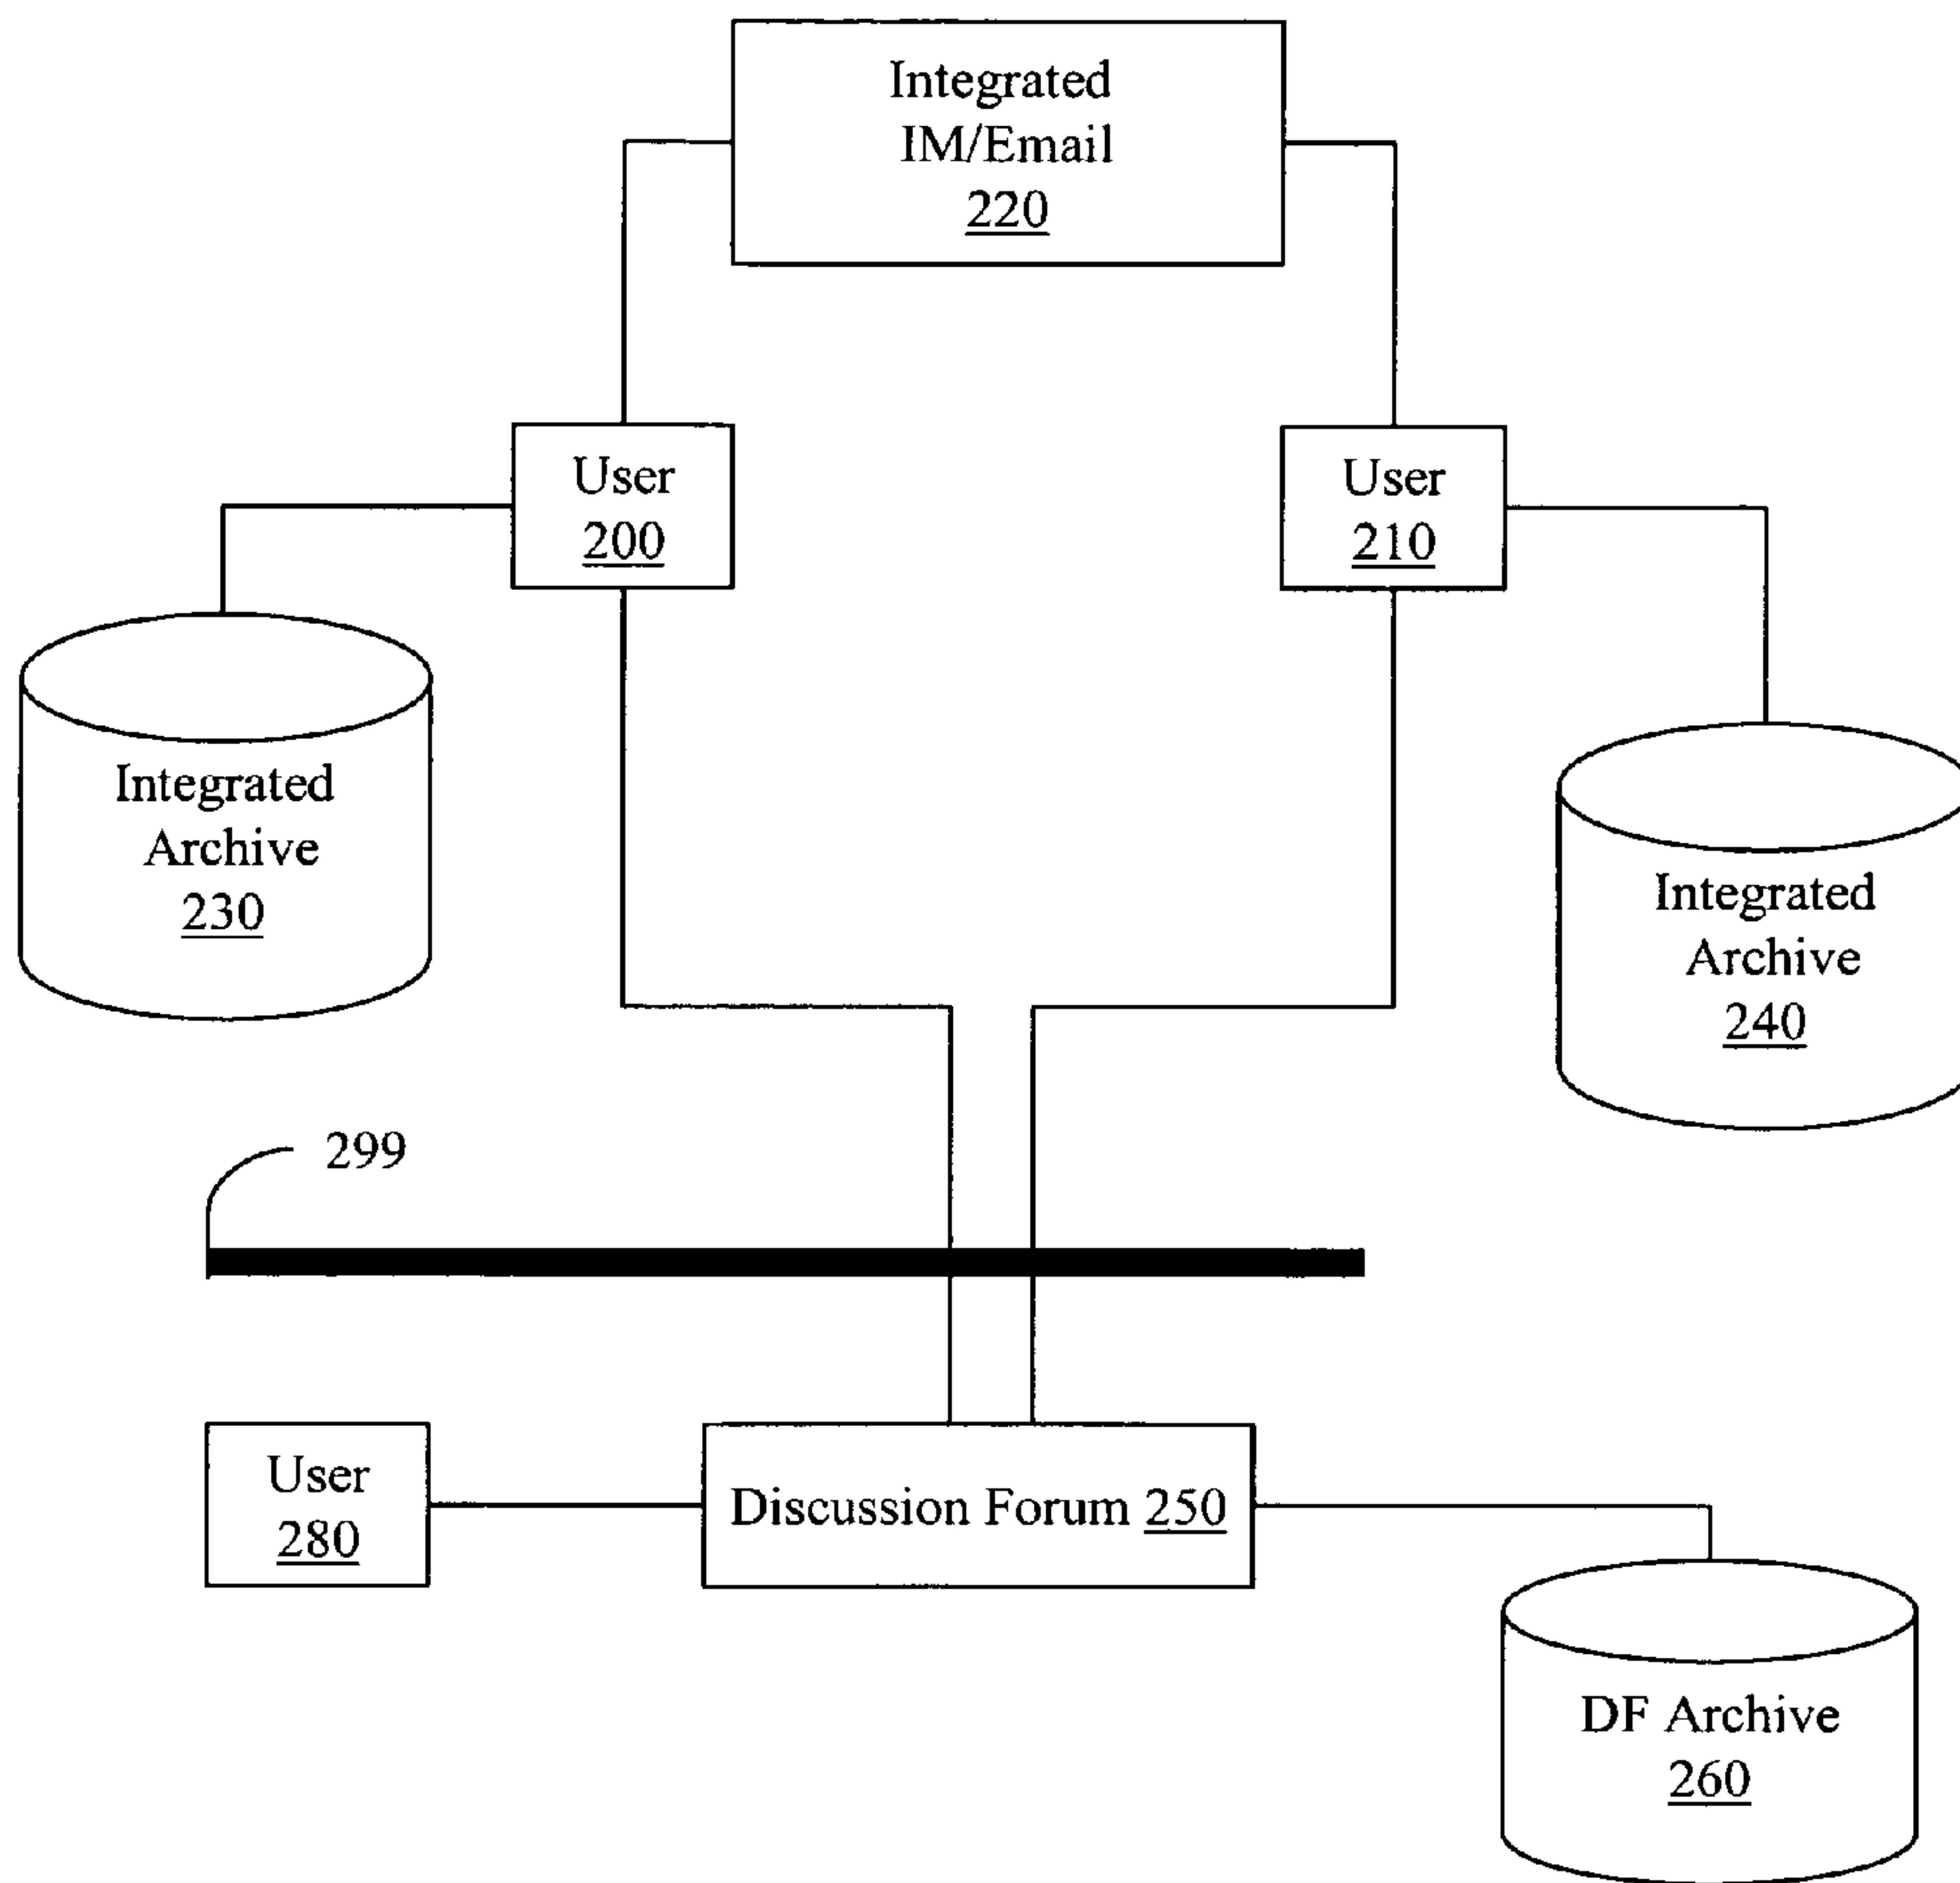 Integrated
IM/Email
220
User
200
User
210
Integrated
Archive
230
Integrated
Archive
240
299
User
280
Discussion Forum 250
DF Archive
260